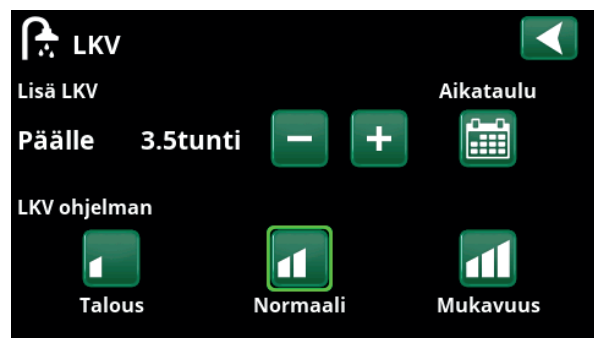 LKV
Lisä LKV
Aikataulu
Päälle 3.5tunti
LKV ohjelman
Talous Normaali Mukavuus